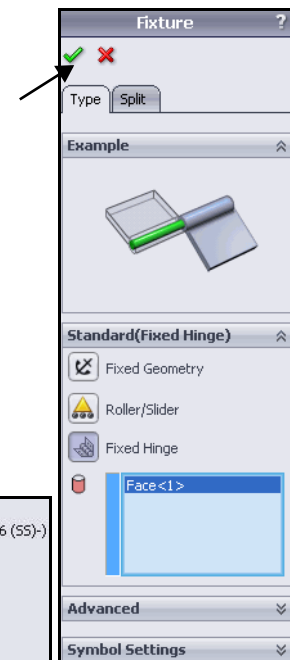 Fixture ?
Type Split
Example
Standard(Fixed Hinge)
Fixed Geometry
Roller/Slider
Fixed Hinge
Face<1>
6 (SS)-)
Advanced
Symbol Settings